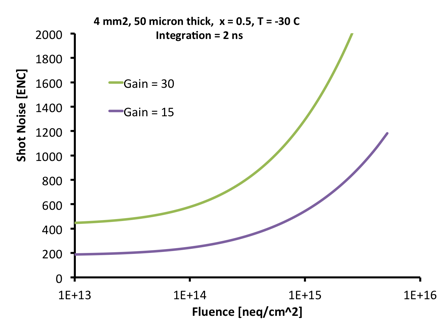 4 mm2, 50 micron thick, x = 0.5, T = -30 C
Integration = 2 ns
2000
1800
1600
1400
1200
1000
800
600
400
200
0
Shot Noise [ENC]
Gain = 30
Gain = 15
1E+13
1E+14
1E+15
1E+16
Fluence [neq/cm^2]